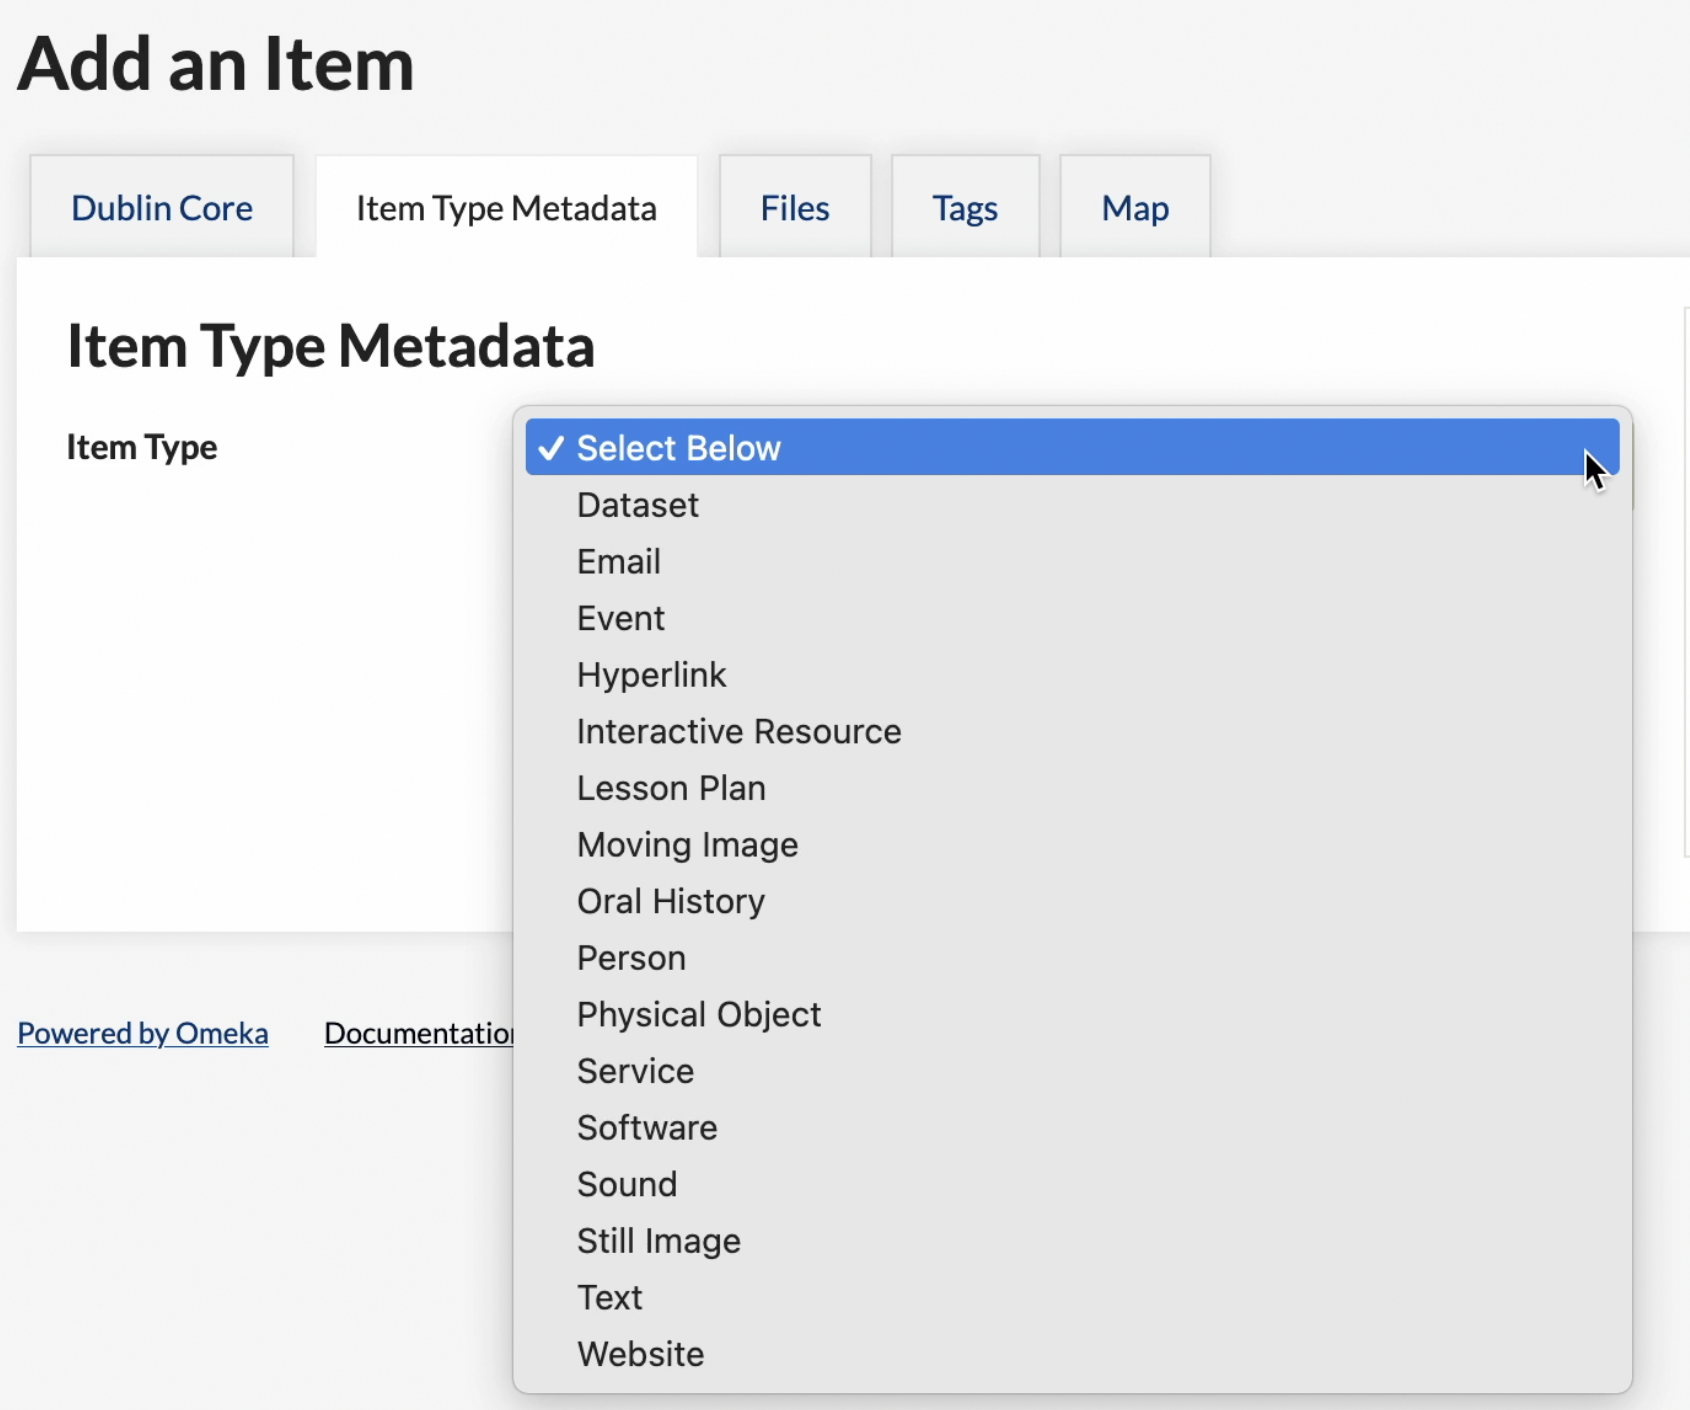 Add an Item
Dublin Core Item Type Metadata Files Tags Map
Item Type Metadata
Item Type
✓ Select Below
Dataset
Email
Event
Hyperlink
Interactive Resource
Lesson Plan
Moving Image
Oral History
Person
Physical Object
Service
Software
Sound
Still Image
Text
Website
Powered by Omeka Documentation